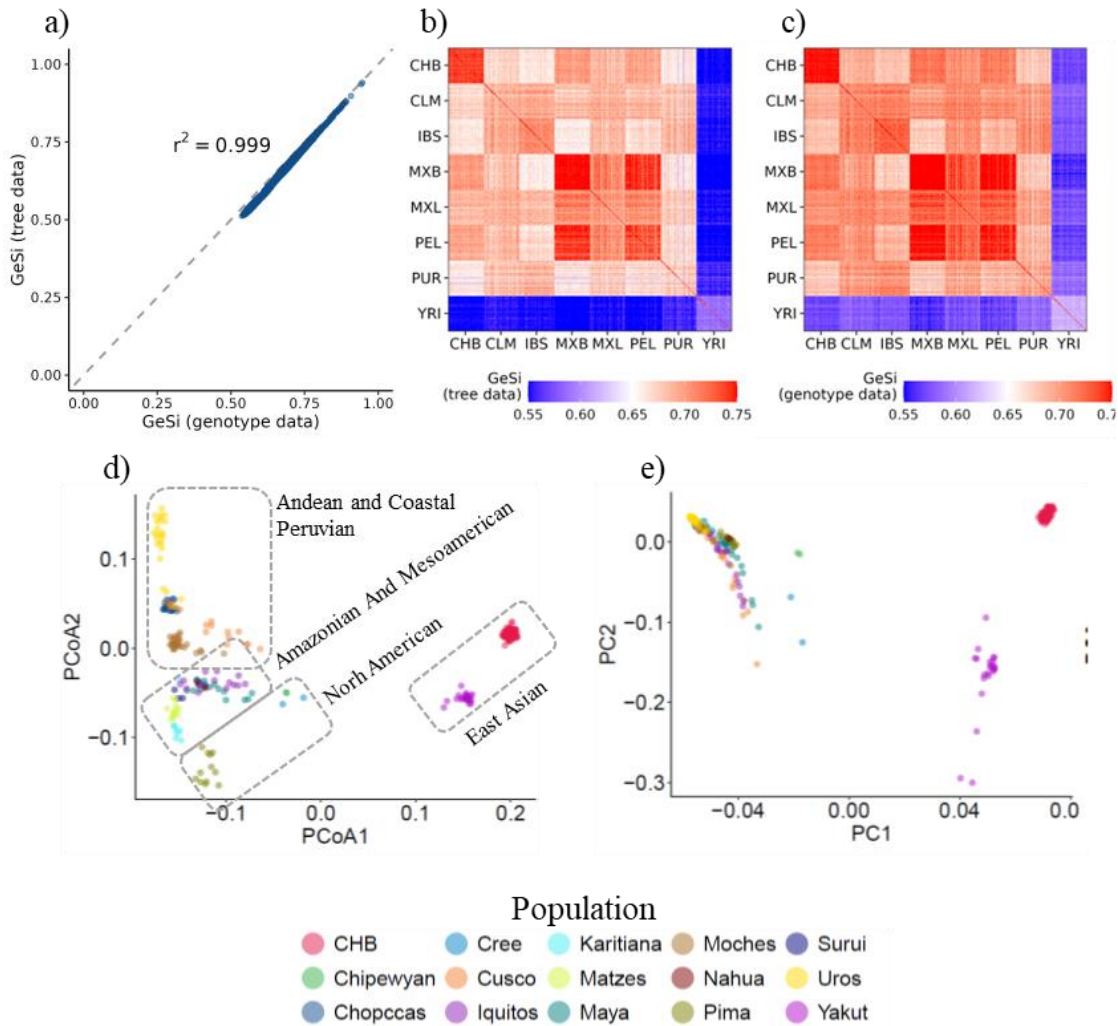 a)
1.00
0.75
0.50
0.25
0.00
GeSi (tree data)
r² = 0.999
0.00 0.25 0.50 0.75 1.00
GeSi (genotype data)
b)
CHB
CLM
IBS
MXB
MXL
PEL
PUR
YRI
CHB CLM IBS MXB MXL PEL PUR YRI
GeSi
(tree data)
0.55 0.60 0.65 0.70 0.75
c)
CHB
CLM
IBS
MXB
MXL
PEL
PUR
YRI
CHB CLM IBS MXB MXL PEL PUR YRI
GeSi
(genotype data)
0.55 0.60 0.65 0.70 0.7
d)
Andean and Coastal
Peruvian
Amazonian And Mesoamerican
Norh American
East Asian
0.1
0.0
−0.1
PCoA2
−0.1 0.0 0.1 0.2
PCoA1
e)
0.0
−0.1
−0.2
−0.3
PC2
−0.04 0.00 0.04 0.0
PC1
Population
CHB Cree Karitiana Moches Surui
Chipewyan Cusco Matzes Nahua Uros
Chopccas Iquitos Maya Pima Yakut